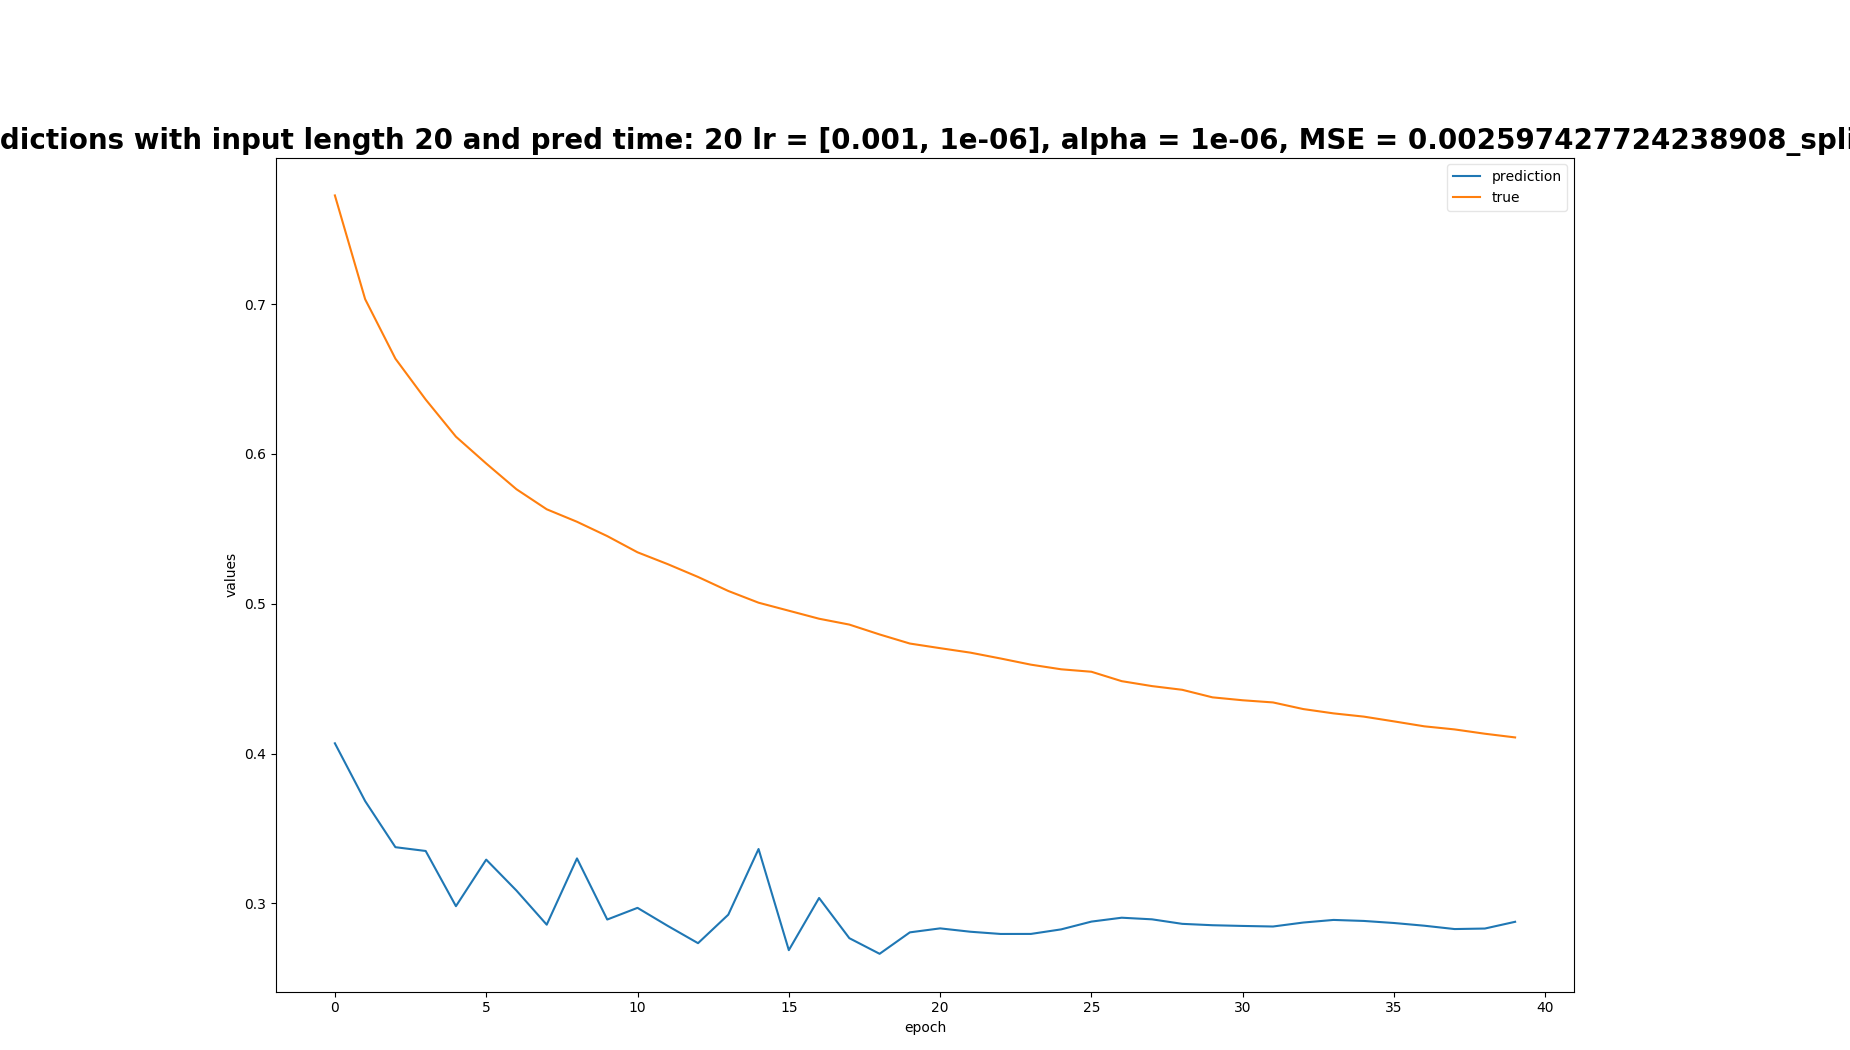 dictions with input length 20 and pred time: 20 lr = [0.001, 1e-06], alpha = 1e-06, MSE = 0.002597427724238908_spli
prediction
true
0.7
0.6
0.5
0.4
0.3
values
0 5 10 15 20 25 30 35 40
epoch